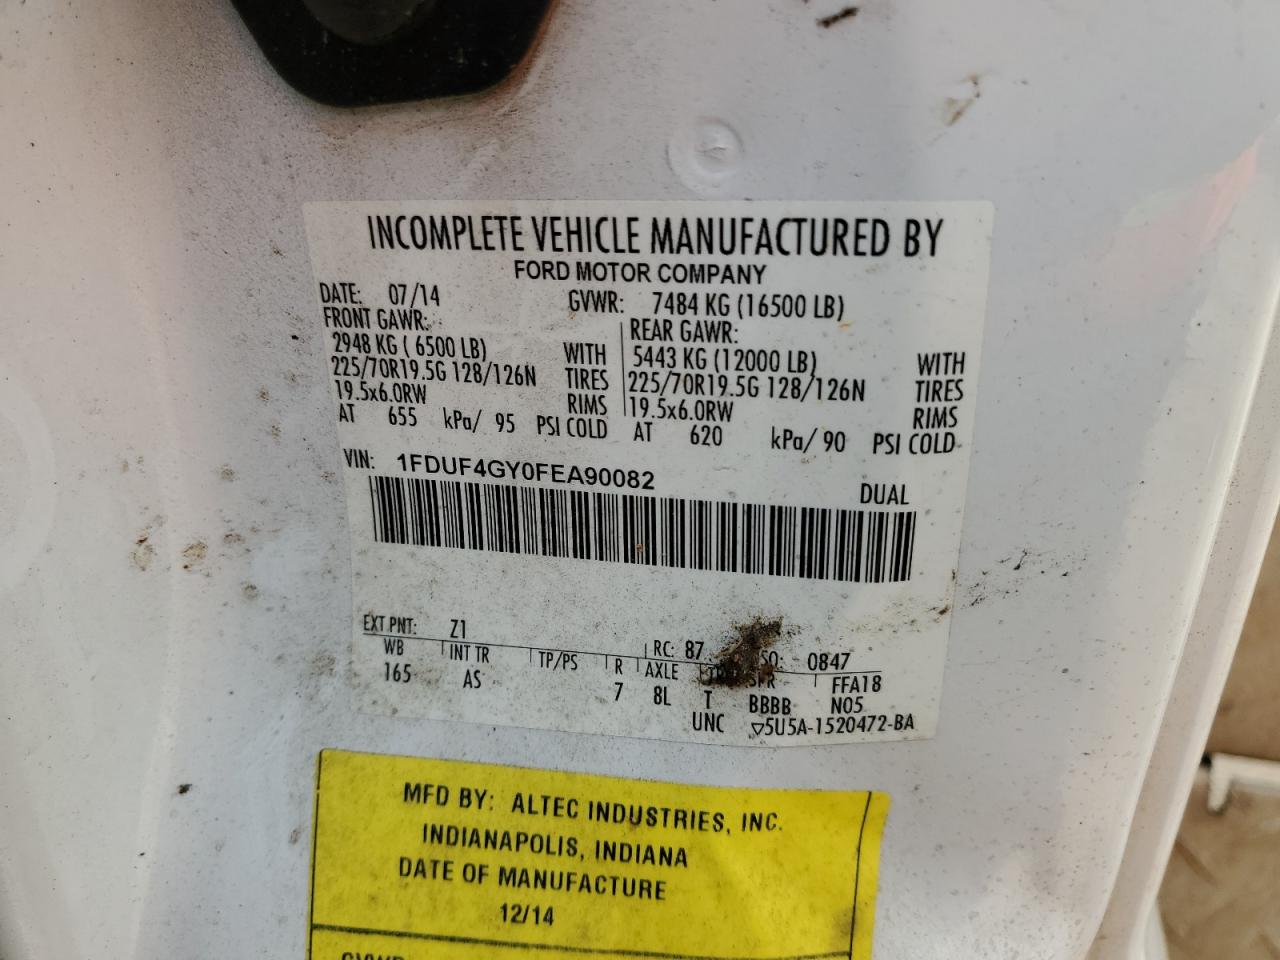 INCOMPLETE VEHICLE MANUFACTURED BY
FORD MOTOR COMPANY
DATE: 07/14 GVWR: 7484 KG (16500 LB)
FRONT GAWR: REAR GAWR:
2948 KG ( 6500 LB) WITH 5443 KG (12000 LB) WITH
225/70R19.5G 128/126N TIRES 225/70R19.5G 128/126N TIRES
19.5x6.0RW RIMS 19.5x6.0RW RIMS
AT 655 kPa/ 95 PSI COLD AT 620 kPa/ 90 PSI COLD
VIN: 1FDUF4GY0FEA90082
DUAL
EXT PNT: Z1 RC: 87 SO: 0847
WB INT TR TP/PS R AXLE SPR FFA18
165 AS 7 8L T BBBB N05
UNC ▽5U5A-1520472-BA
MFD BY: ALTEC INDUSTRIES, INC.
INDIANAPOLIS, INDIANA
DATE OF MANUFACTURE
12/14